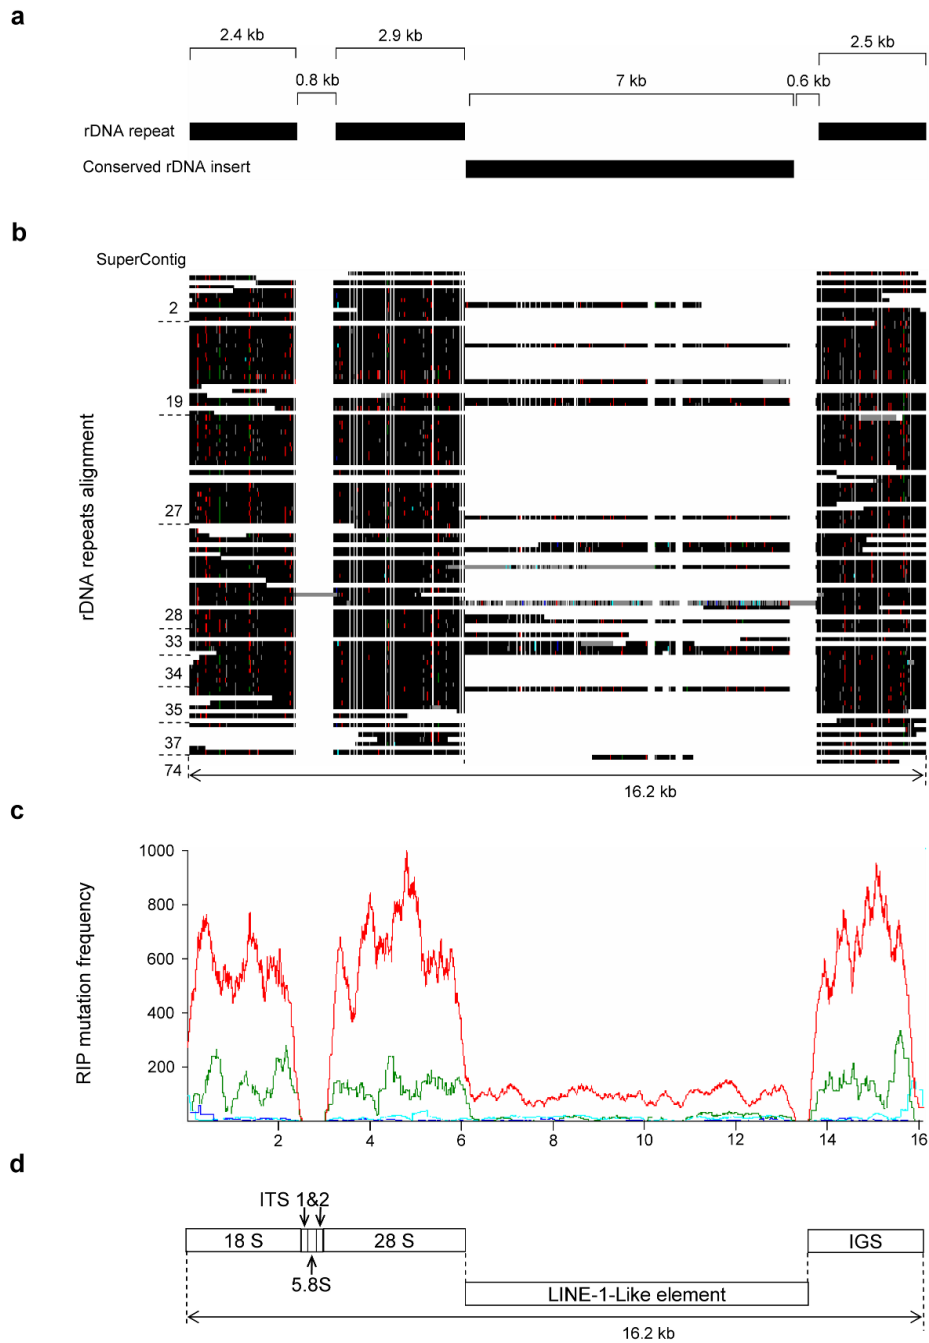 a
2.4 kb
2.9 kb
2.5 kb
0.8 kb
7 kb
0.6 kb
rDNA repeat
Conserved rDNA insert
b
SuperContig
rDNA repeats alignment
2
19
27
28
33
34
35
37
74
16.2 kb
c
RIP mutation frequency
1000
800
600
400
200
2 4 6 8 10 12 14 16
d
ITS 1&2
18 S
28 S
IGS
5.8S
LINE-1-Like element
16.2 kb